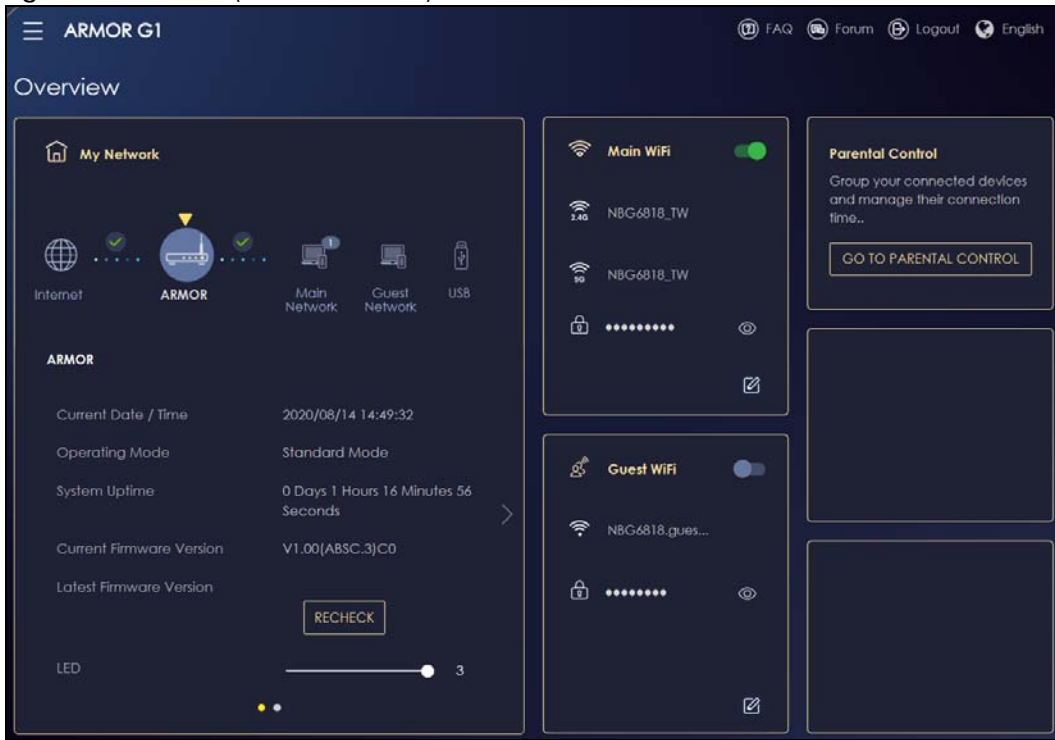 ARMOR G1
FAQ
Forum
Logout
English
Overview
My Network
1
Internet
ARMOR
Main
Network
Guest
Network
USB
ARMOR
Current Date / Time 2020/08/14 14:49:32
Operating Mode Standard Mode
System Uptime 0 Days 1 Hours 16 Minutes 56
Seconds
Current Firmware Version V1.00(ABSC.3)C0
Latest Firmware Version
RECHECK
LED 3
Main WiFi
2.4G NBG6818_TW
5G NBG6818_TW
•••••••••
Guest WiFi
NBG6818.gues...
••••••••
Parental Control
Group your connected devices
and manage their connection
time..
GO TO PARENTAL CONTROL